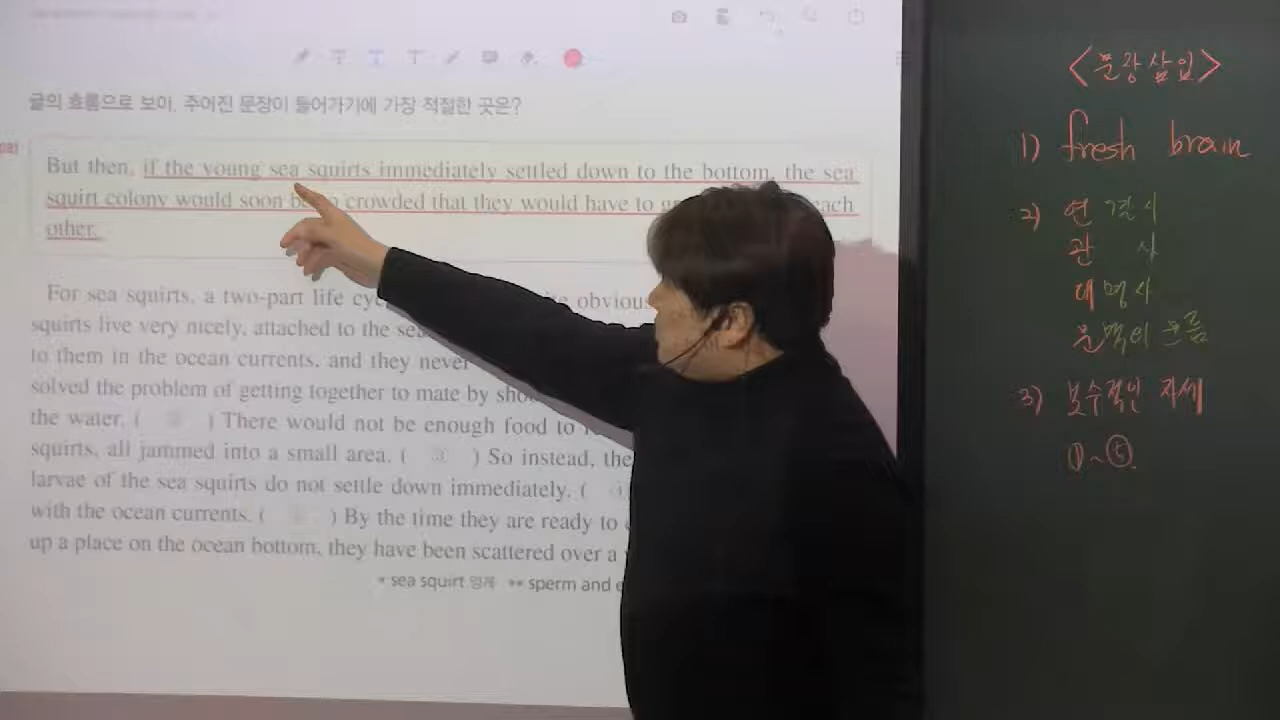 글의 흐름으로 보아, 주어진 문장이 들어가기에 가장 적절한 곳은?
08)
But then, if the young sea squirts immediately settled down to the bottom, the sea
squirt colony would soon be crowded that they would have to each
other.
For sea squirts, a two-part life obvious
squirts live very nicely, attached to the
to them in the ocean currents, and they never
solved the problem of getting together to mate by
the water. ( ② ) There would not be enough food to
squirts, all jammed into a small area. ( ③ ) So instead, the
larvae of the sea squirts do not settle down immediately. (
with the ocean currents. ( ) By the time they are ready to
up a place on the ocean bottom, they have been scattered over a
* sea squirt 멍게 ** sperm and
<문장삽입>
1) fresh brain
2) 연결사
관 사
대명사
문맥의 흐름
3) 보수적인 자세
①~⑤.